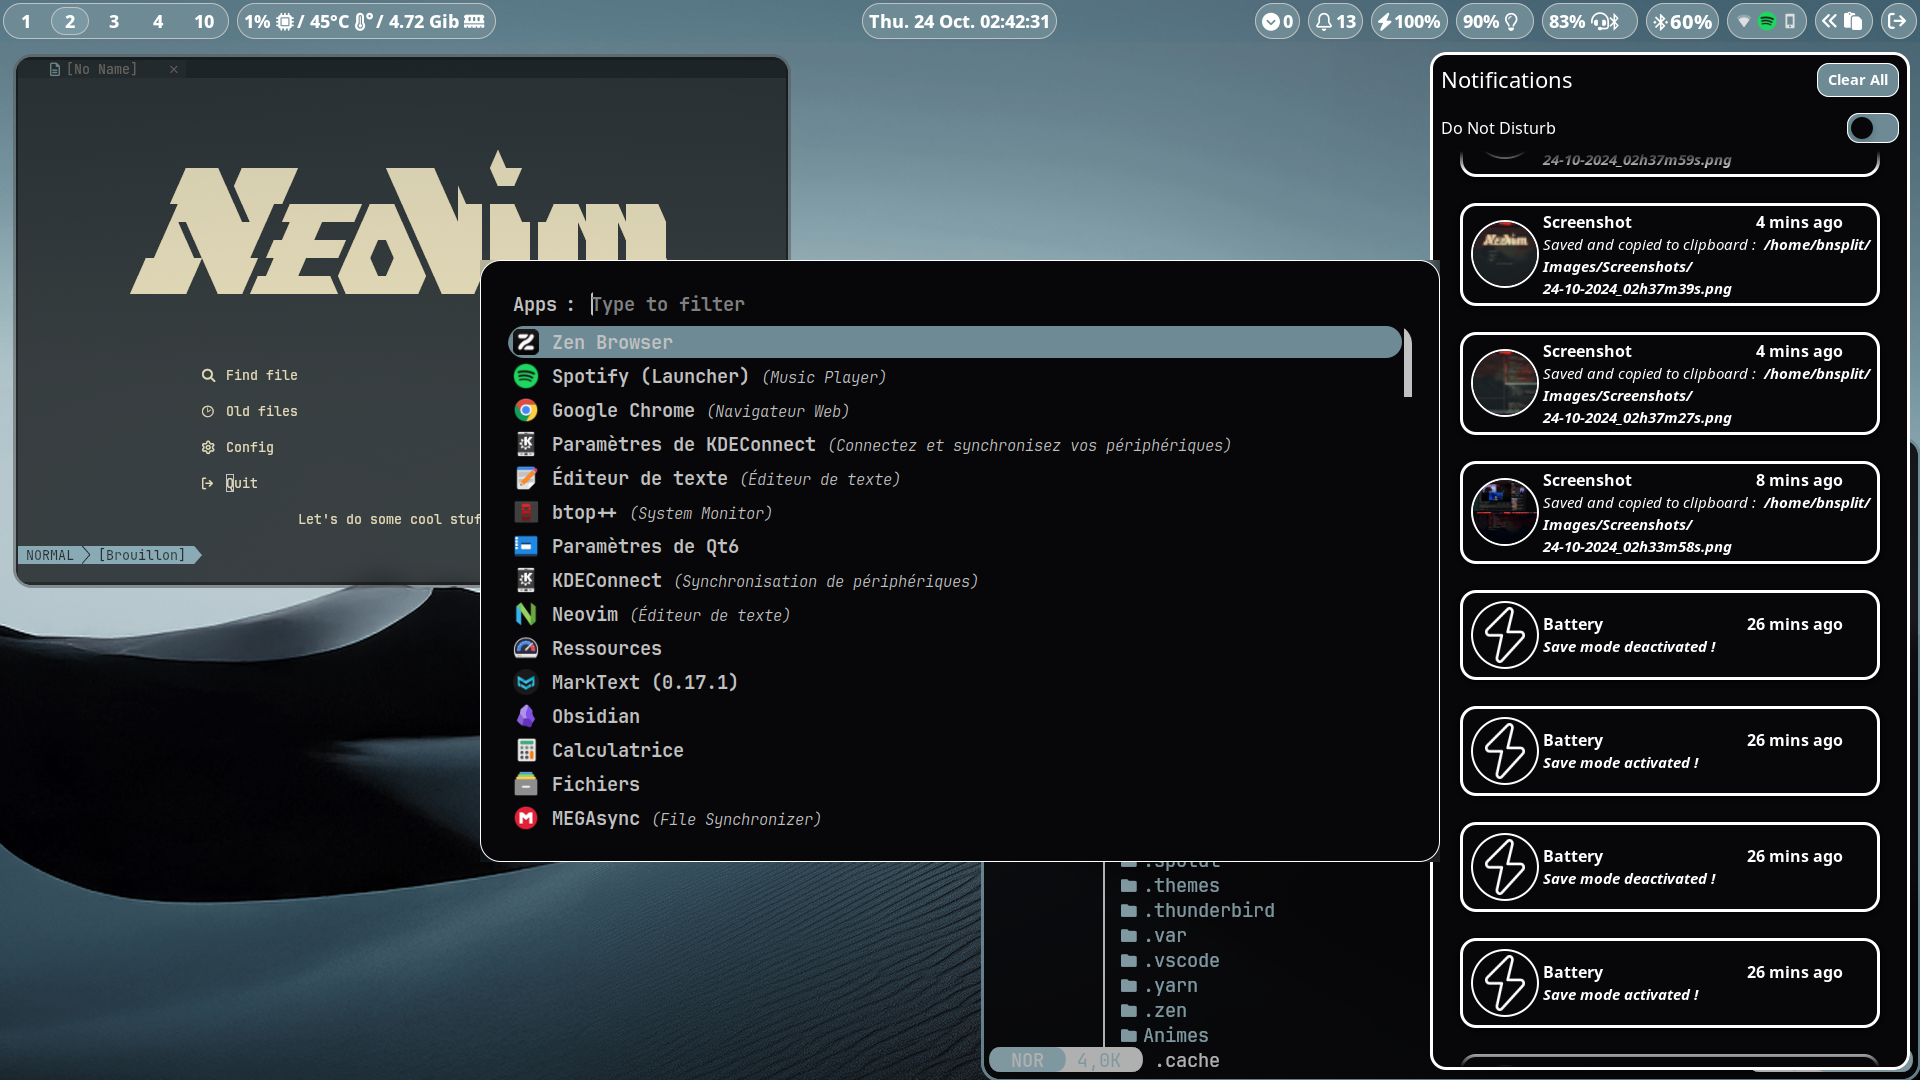 1 2 3 4 10
1% / 45°C / 4.72 Gib
Thu. 24 Oct. 02:42:31
0
13
100%
90%
83%
60%
[No Name] ×
NEOVIM
Find file
Old files
Config
Quit
Let's do some cool stuf
NORMAL [Brouillon]
Apps : Type to filter
Zen Browser
Spotify (Launcher) (Music Player)
Google Chrome (Navigateur Web)
Paramètres de KDEConnect (Connectez et synchronisez vos périphériques)
Éditeur de texte (Éditeur de texte)
btop++ (System Monitor)
Paramètres de Qt6
KDEConnect (Synchronisation de périphériques)
Neovim (Éditeur de texte)
Ressources
MarkText (0.17.1)
Obsidian
Calculatrice
Fichiers
MEGAsync (File Synchronizer)
.themes
.thunderbird
.var
.vscode
.yarn
.zen
Animes
NOR 4,0K .cache
Notifications Clear All
Do Not Disturb
24-10-2024_02h37m59s.png
Screenshot 4 mins ago
Saved and copied to clipboard : /home/bnsplit/
Images/Screenshots/
24-10-2024_02h37m39s.png
Screenshot 4 mins ago
Saved and copied to clipboard : /home/bnsplit/
Images/Screenshots/
24-10-2024_02h37m27s.png
Screenshot 8 mins ago
Saved and copied to clipboard : /home/bnsplit/
Images/Screenshots/
24-10-2024_02h33m58s.png
Battery 26 mins ago
Save mode deactivated !
Battery 26 mins ago
Save mode activated !
Battery 26 mins ago
Save mode deactivated !
Battery 26 mins ago
Save mode activated !